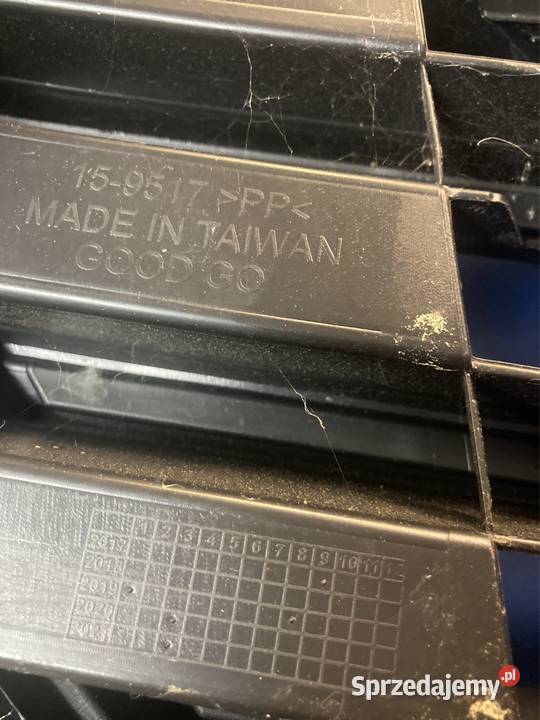 15-9517 >PP<
MADE IN TAIWAN
GOOD GO
1 2 3 4 5 6 7 8 9 10 11 12
2017
2018
2019
2020
Sprzedajemy.pl